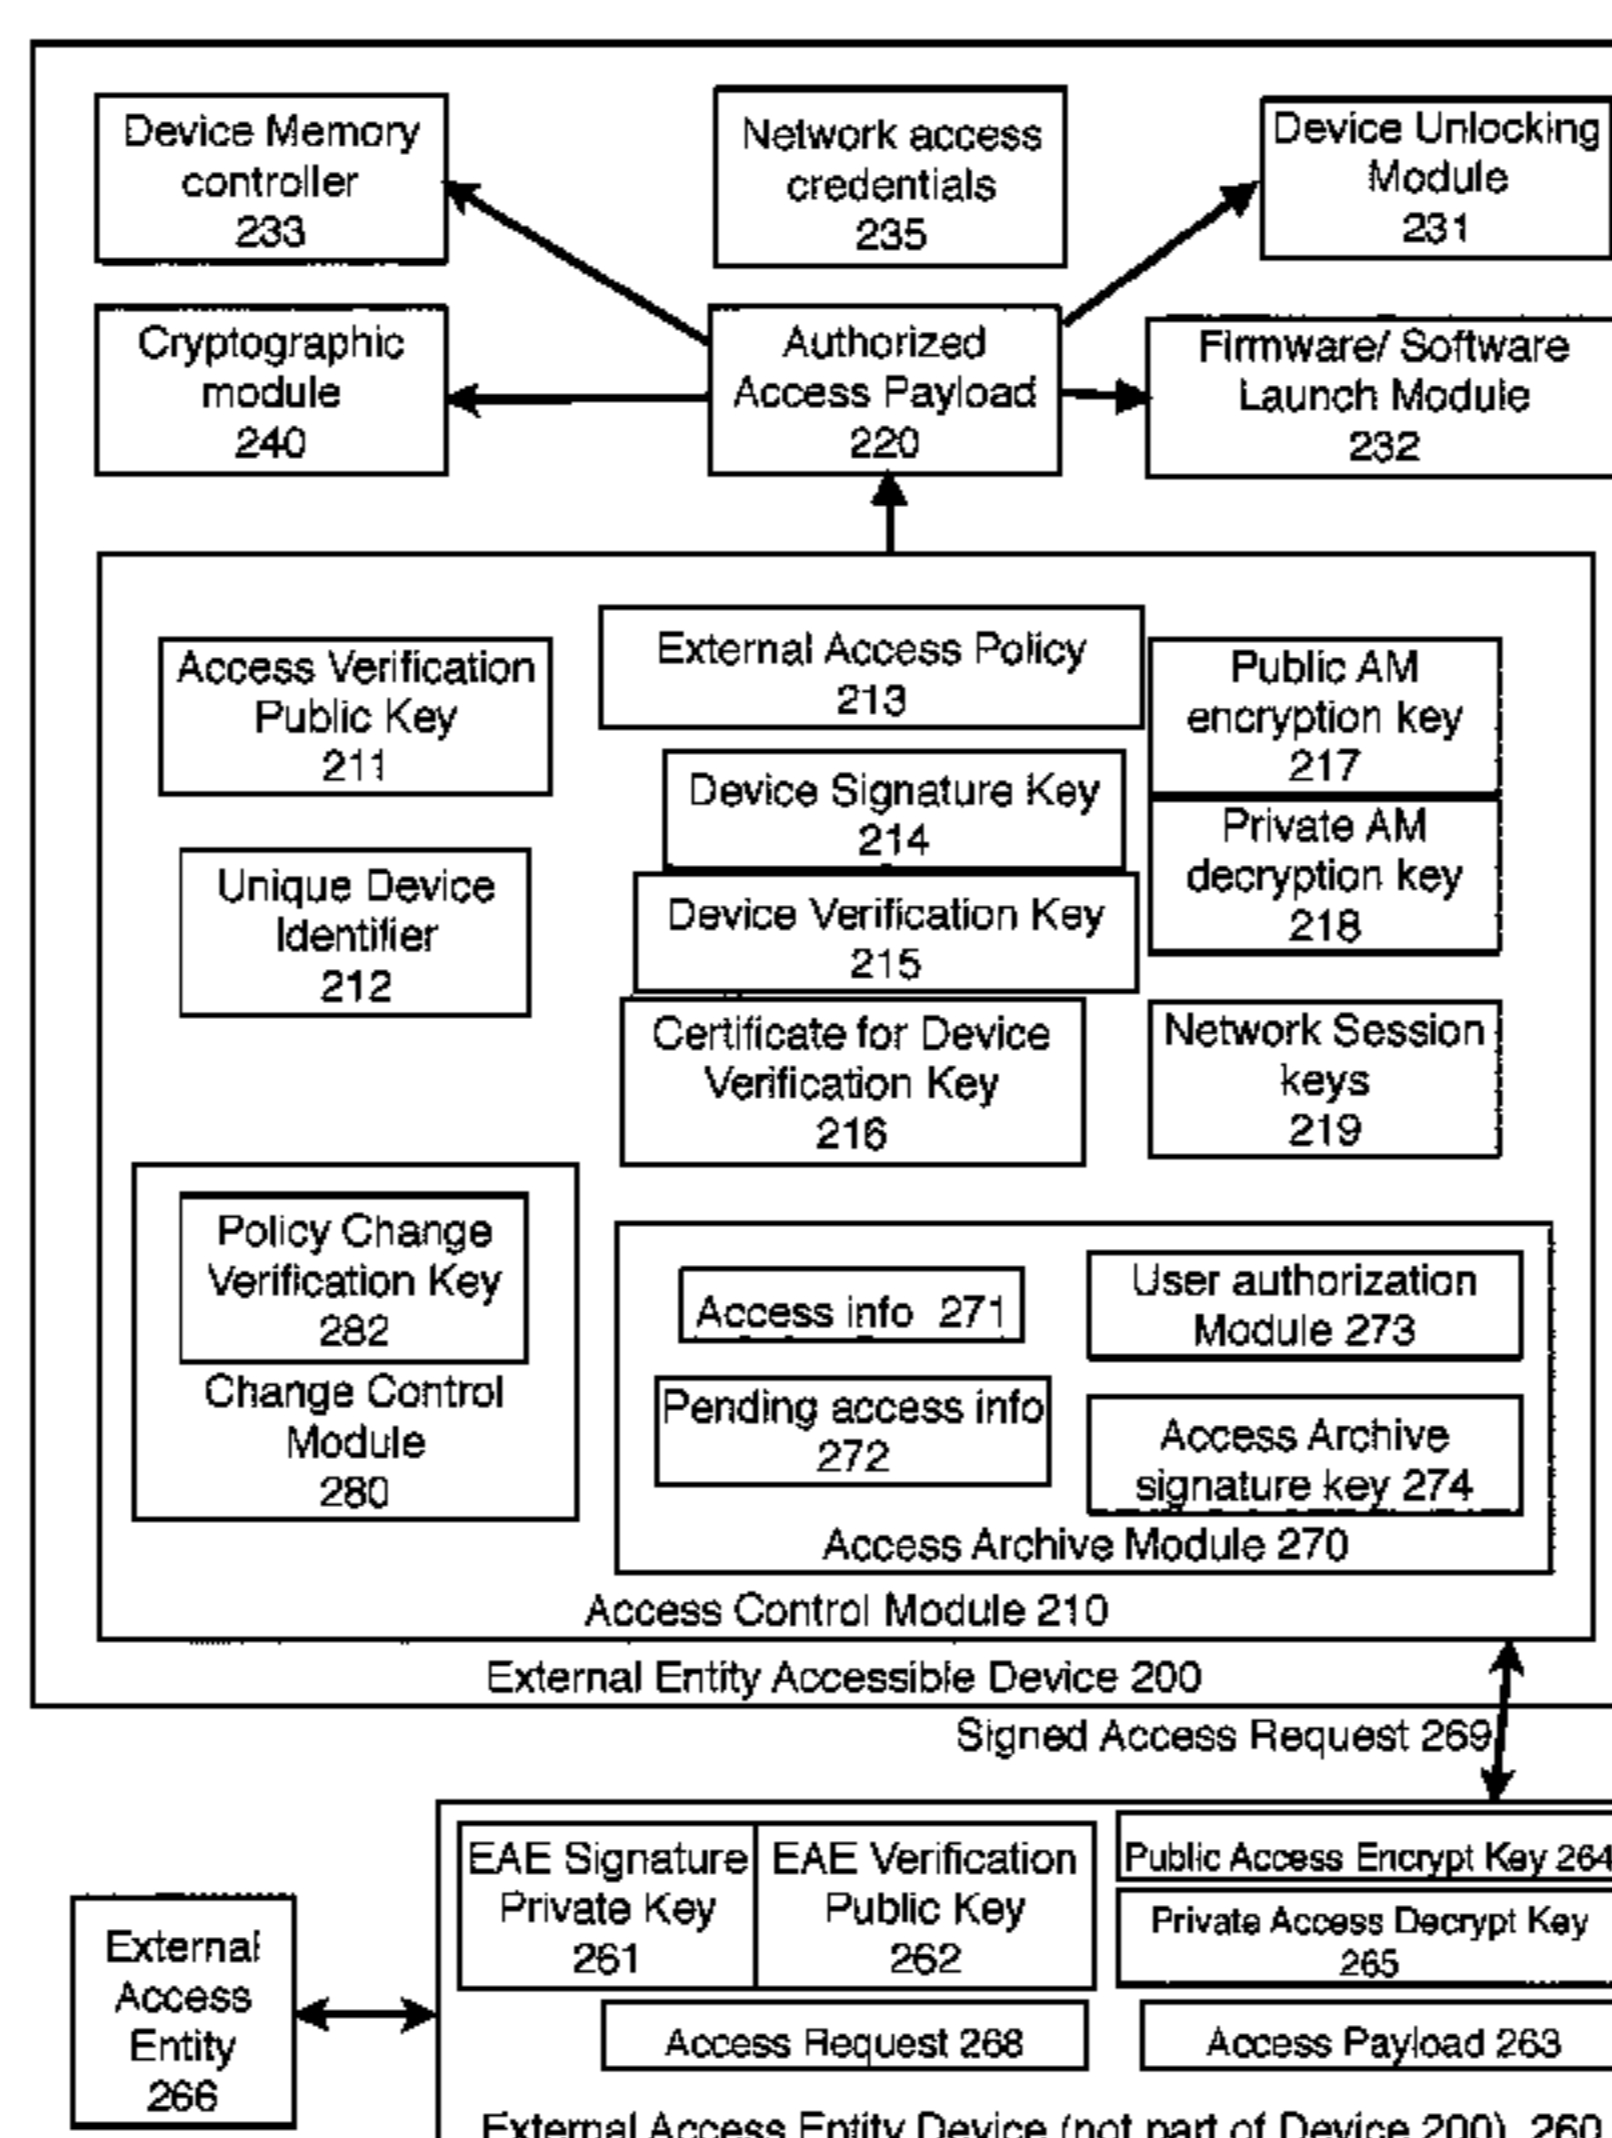 Device Memory
controller
233
Network access
credentials
235
Device Unlocking
Module
231
Cryptographic
module
240
Authorized
Access Payload
220
Firmware/ Software
Launch Module
232
Access Verification
Public Key
211
External Access Policy
213
Public AM
encryption key
217
Device Signature Key
214
Private AM
decryption key
218
Unique Device
Identifier
212
Device Verification Key
215
Certificate for Device
Verification Key
216
Network Session
keys
219
Policy Change
Verification Key
282
Change Control
Module
280
Access info 271
User authorization
Module 273
Pending access info
272
Access Archive
signature key 274
Access Archive Module 270
Access Control Module 210
External Entity Accessible Device 200
Signed Access Request 269
External
Access
Entity
266
EAE Signature
Private Key
261
EAE Verification
Public Key
262
Public Access Encrypt Key 264
Private Access Decrypt Key
265
Access Request 268
Access Payload 263
External Access Entity Device (not part of Device 200) 260